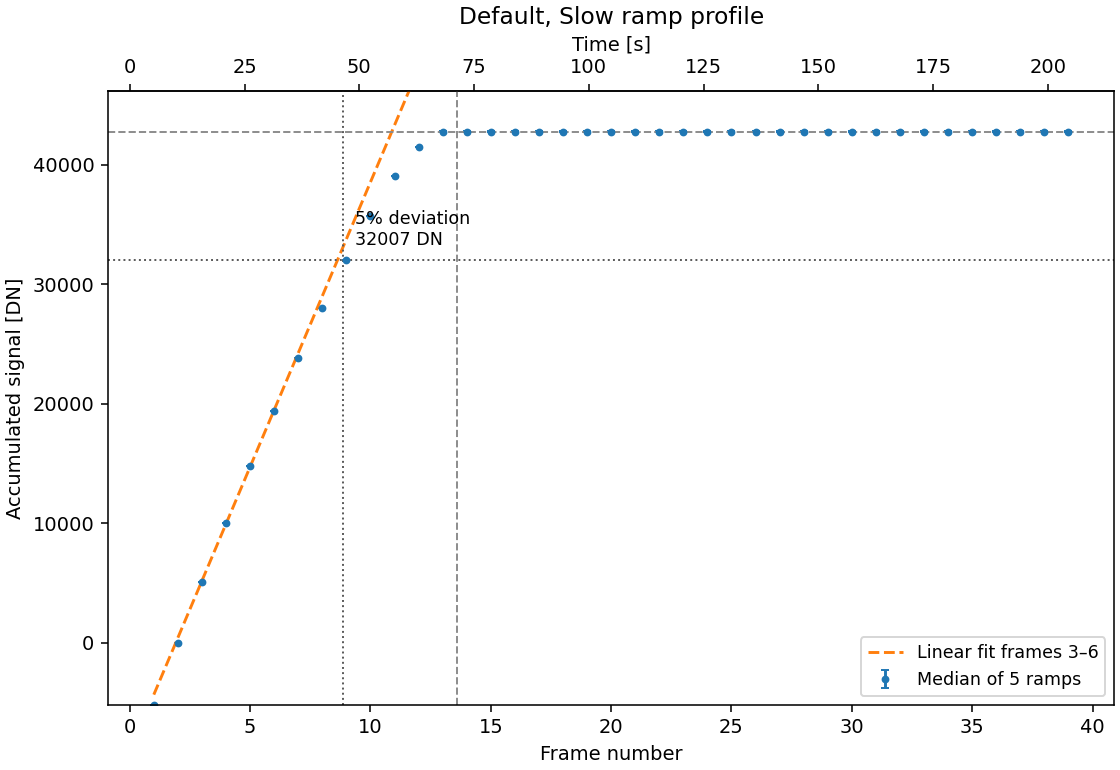 Default, Slow ramp profile
Time [s]
0 25 50 75 100 125 150 175 200
40000
30000
20000
10000
0
Accumulated signal [DN]
5% deviation
32007 DN
Linear fit frames 3–6
Median of 5 ramps
0 5 10 15 20 25 30 35 40
Frame number